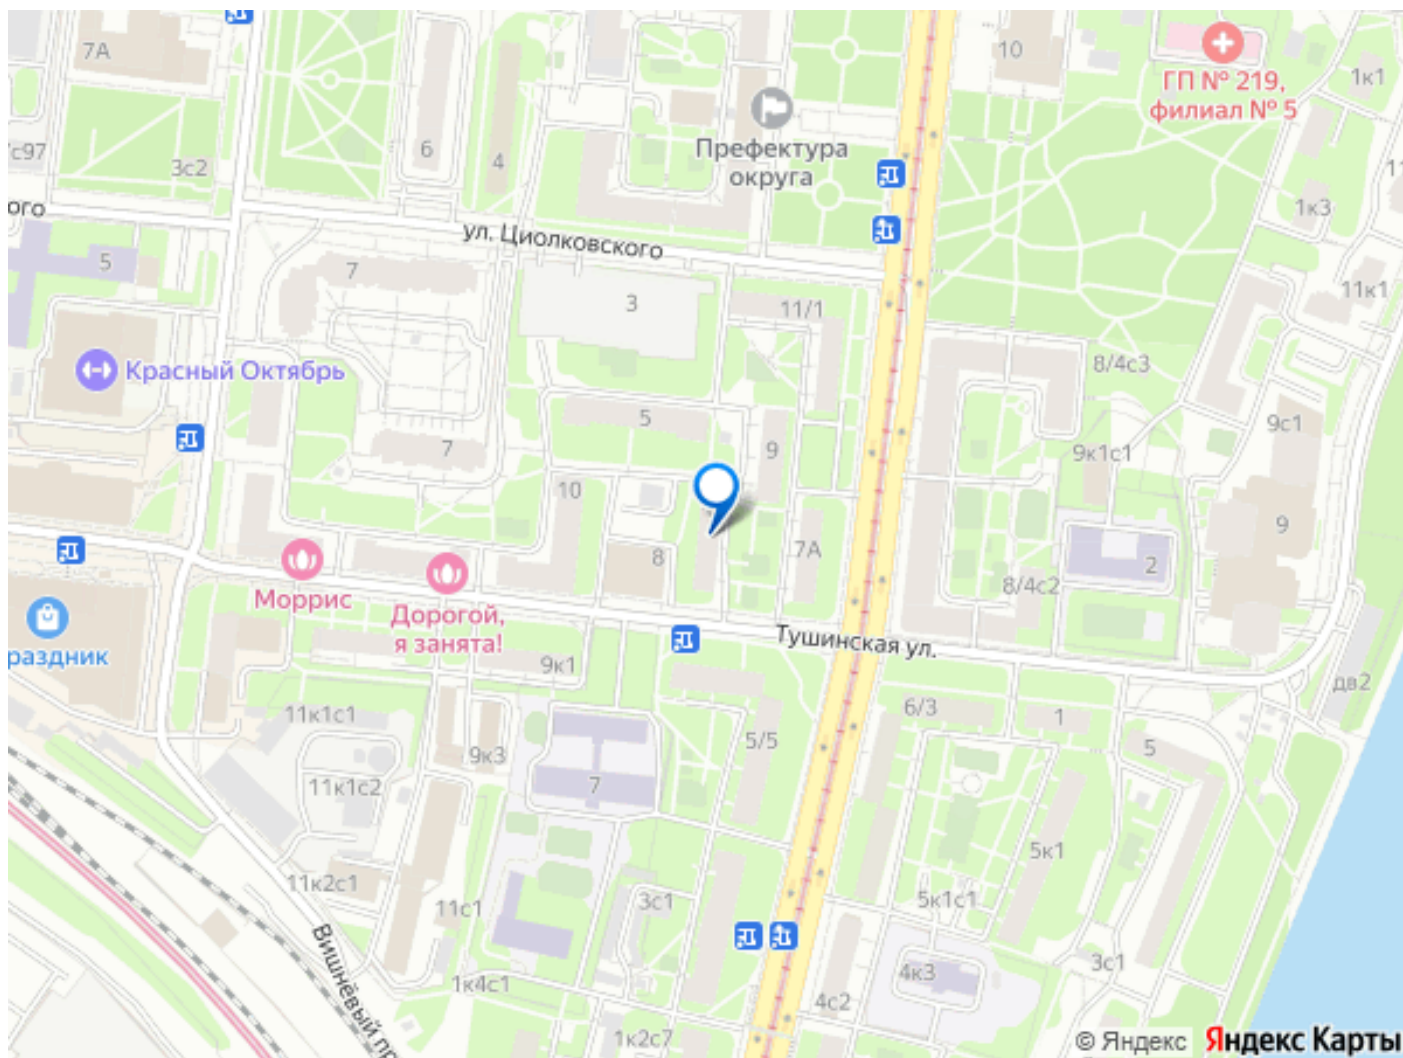 7А
10
ГП № 219,
филиал № 5
1к1
Префектура
округа
6
4
/с97
3с2
11
1к3
ого
ул. Циолковского
5
7
3
11/1
11к1
8/4с3
Красный Октябрь
5
9с1
7
9
9к1с1
10
9
8
7А
2
8/4с2
Моррис
Дорогой,
я занята!
Тушинская ул.
раздник
9к1
дв2
11к1с1
6/3
1
5/5
5
9к3
11к1с2
7
5к1
11к2с1
3с1
5к1с1
11с1
Вишнёвый пр
3с1
1к4с1
4к3
4с2
1к2с7
© Яндекс
Яндекс Карты